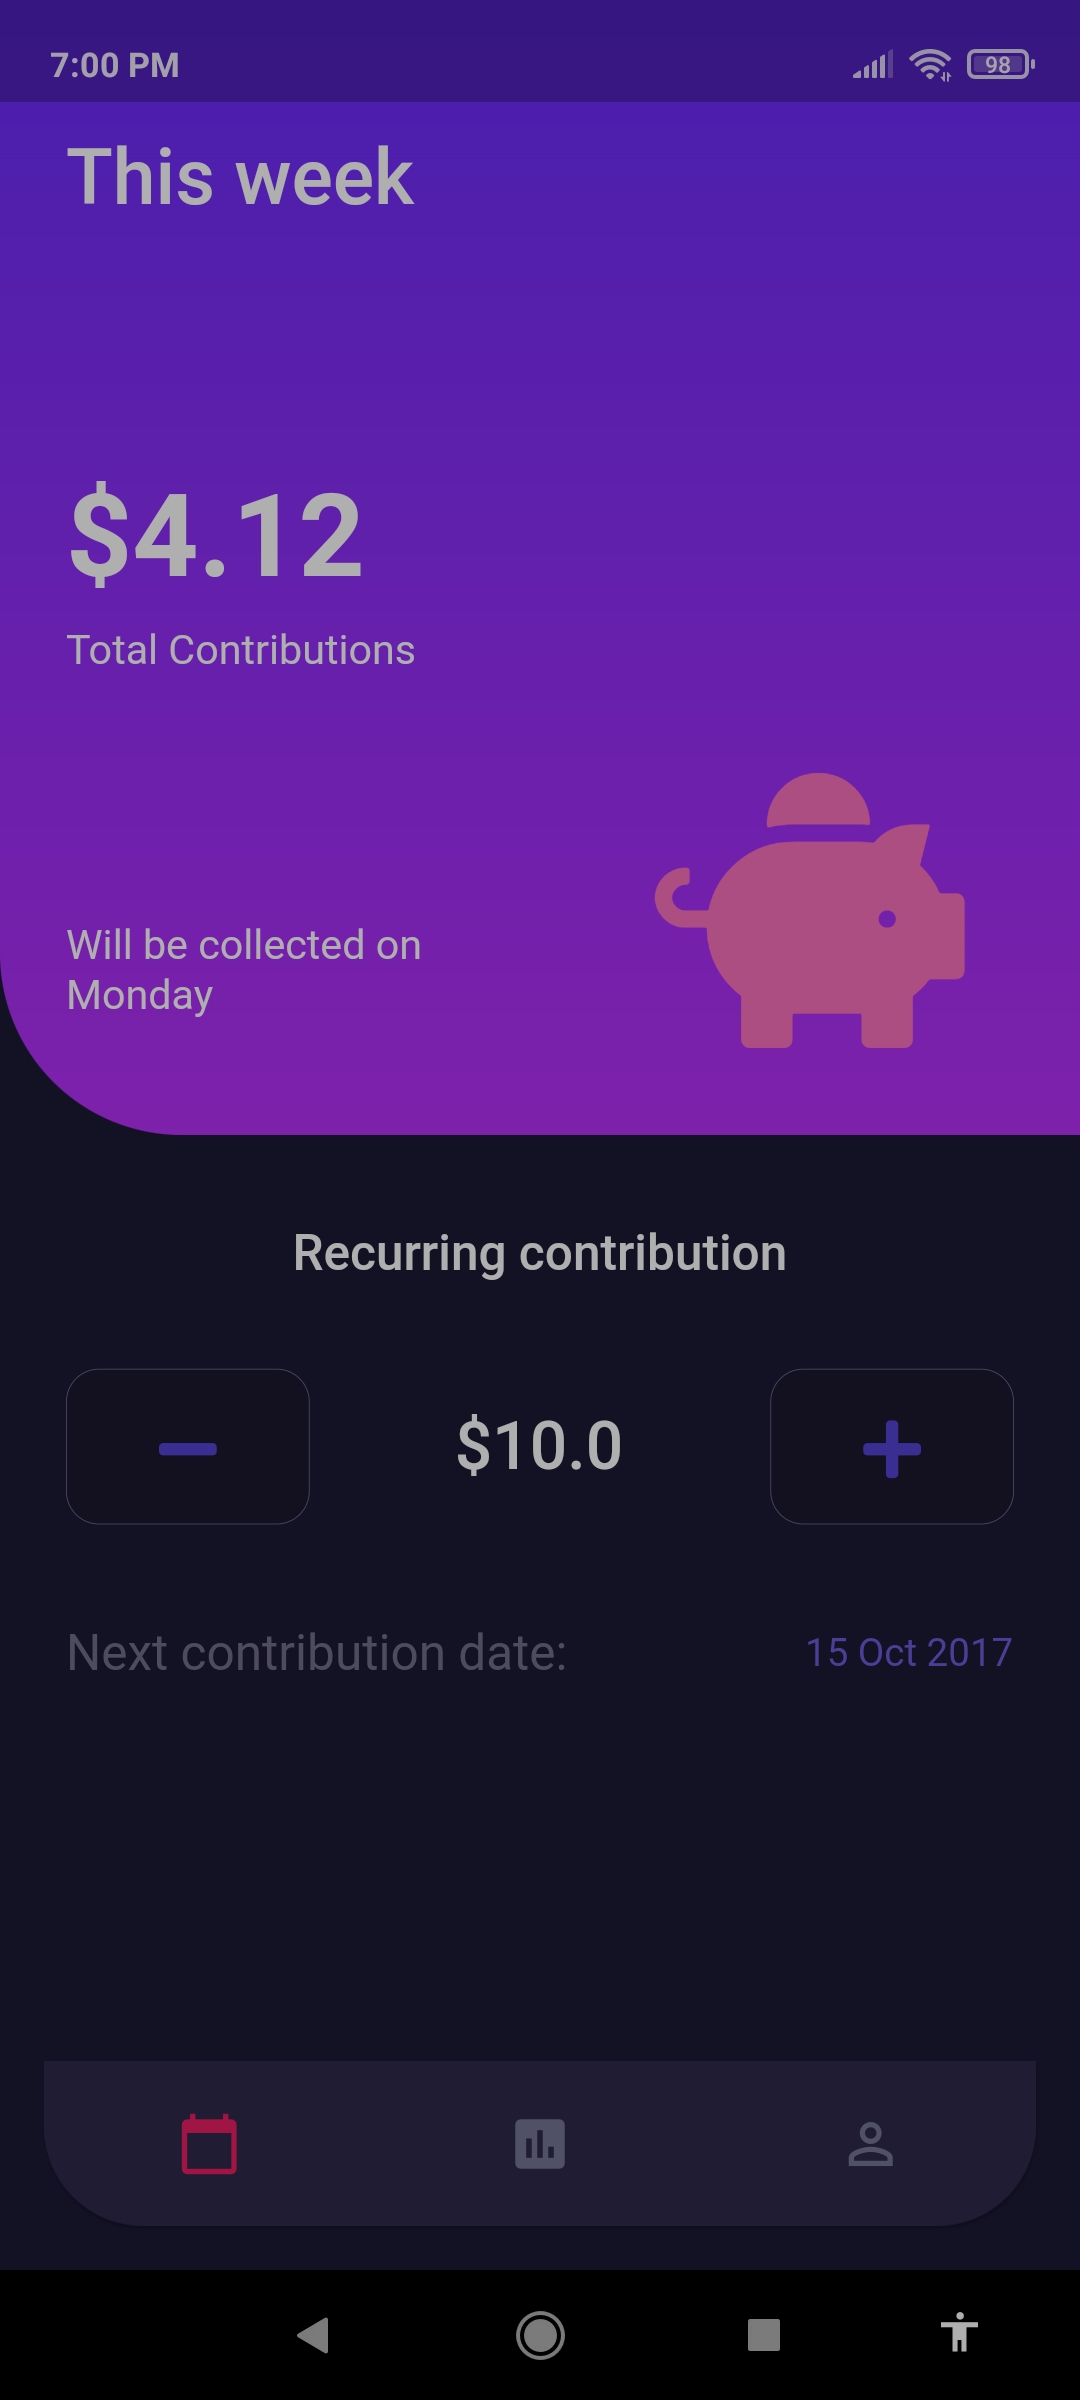 7:00 PM
98
This week
$4.12
Total Contributions
Will be collected on
Monday
Recurring contribution
$10.0
Next contribution date:
15 Oct 2017